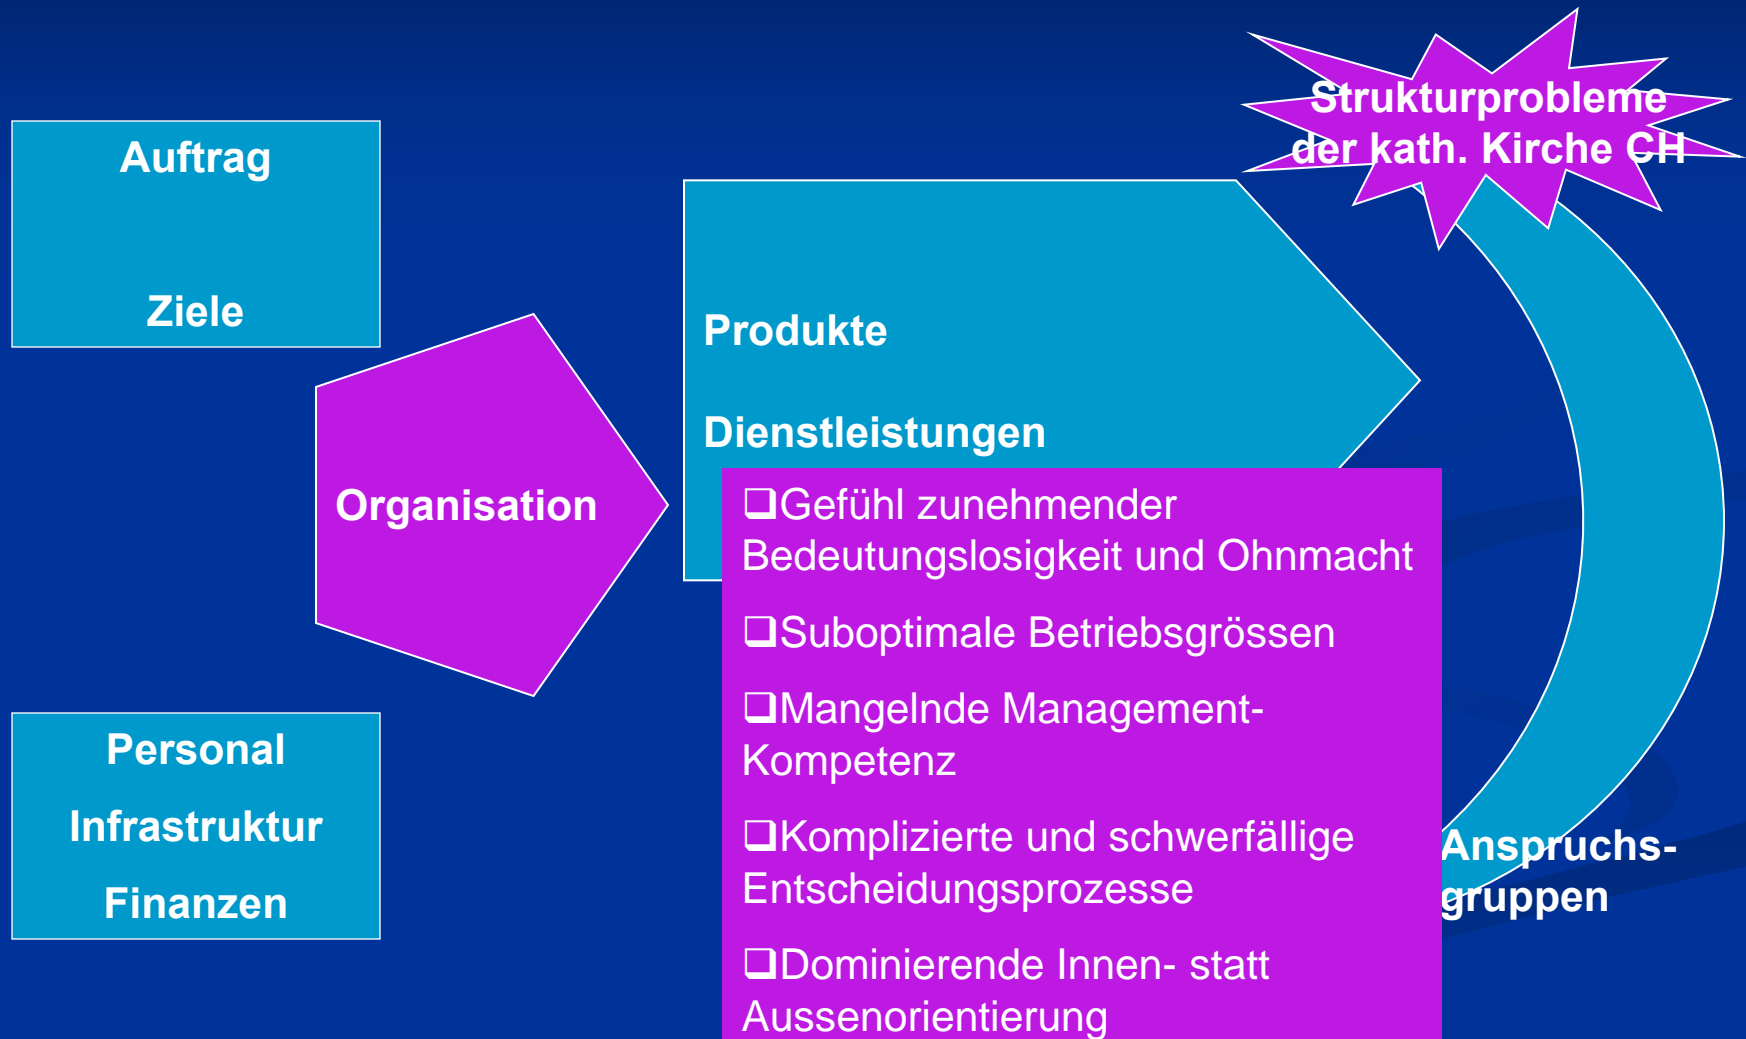 Strukturprobleme
der kath. Kirche CH
Auftrag
Ziele
Produkte
Dienstleistungen
Organisation
❑Gefühl zunehmender
Bedeutungslosigkeit und Ohnmacht
❑Suboptimale Betriebsgrössen
❑Mangelnde Management-
Kompetenz
❑Komplizierte und schwerfällige
Entscheidungsprozesse
❑Dominierende Innen- statt
Aussenorientierung
Personal
Infrastruktur
Finanzen
Anspruchs-
gruppen